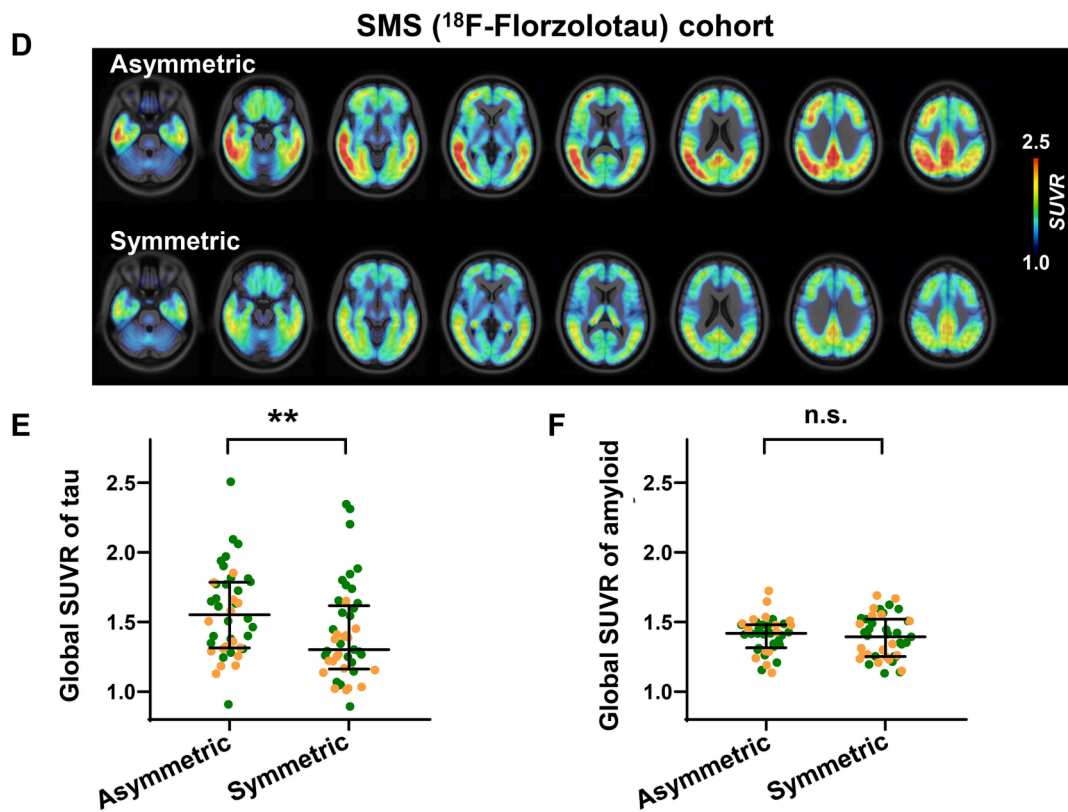 D
SMS (¹⁸F-Florzolotau) cohort
Asymmetric
Symmetric
2.5
SUVR
1.0
E
**
Global SUVR of tau
2.5
2.0
1.5
1.0
Asymmetric
Symmetric
F
n.s.
Global SUVR of amyloid
2.5
2.0
1.5
1.0
Asymmetric
Symmetric